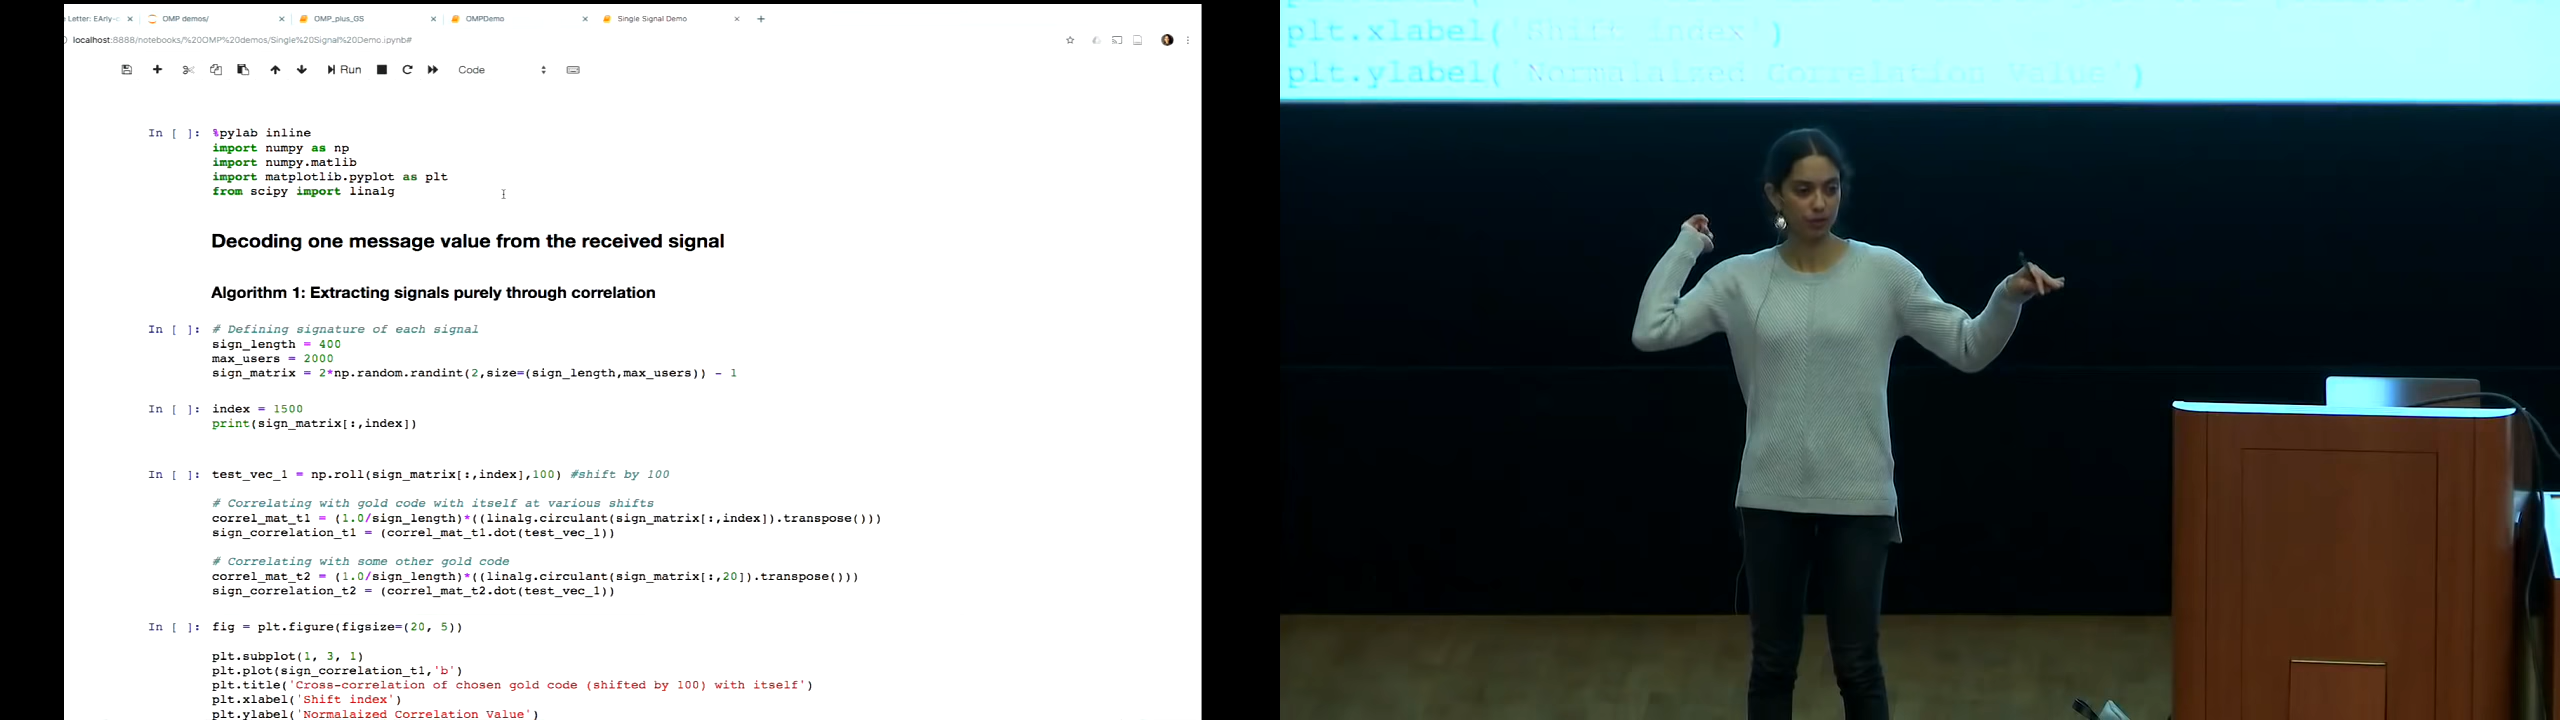 e Letter: EArly-
OMP demos/
OMP_plus_GS
OMPDemo
Single Signal Demo
localhost:8888/notebooks/%20OMP%20demos/Single%20Signal%20Demo.ipynb#
Run
Code
In [ ]: %pylab inline
import numpy as np
import numpy.matlib
import matplotlib.pyplot as plt
from scipy import linalg
Decoding one message value from the received signal
Algorithm 1: Extracting signals purely through correlation
In [ ]: # Defining signature of each signal
sign_length = 400
max_users = 2000
sign_matrix = 2*np.random.randint(2,size=(sign_length,max_users)) - 1
In [ ]: index = 1500
print(sign_matrix[:,index])
In [ ]: test_vec_1 = np.roll(sign_matrix[:,index],100) #shift by 100
# Correlating with gold code with itself at various shifts
correl_mat_t1 = (1.0/sign_length)*((linalg.circulant(sign_matrix[:,index]).transpose()))
sign_correlation_t1 = (correl_mat_t1.dot(test_vec_1))
# Correlating with some other gold code
correl_mat_t2 = (1.0/sign_length)*((linalg.circulant(sign_matrix[:,20]).transpose()))
sign_correlation_t2 = (correl_mat_t2.dot(test_vec_1))
In [ ]: fig = plt.figure(figsize=(20, 5))
plt.subplot(1, 3, 1)
plt.plot(sign_correlation_t1,'b')
plt.title('Cross-correlation of chosen gold code (shifted by 100) with itself')
plt.xlabel('Shift index')
plt.ylabel('Normalaized Correlation Value')
plt.xlabel('Shift index')
plt.ylabel('Normalaized Correlation Value')